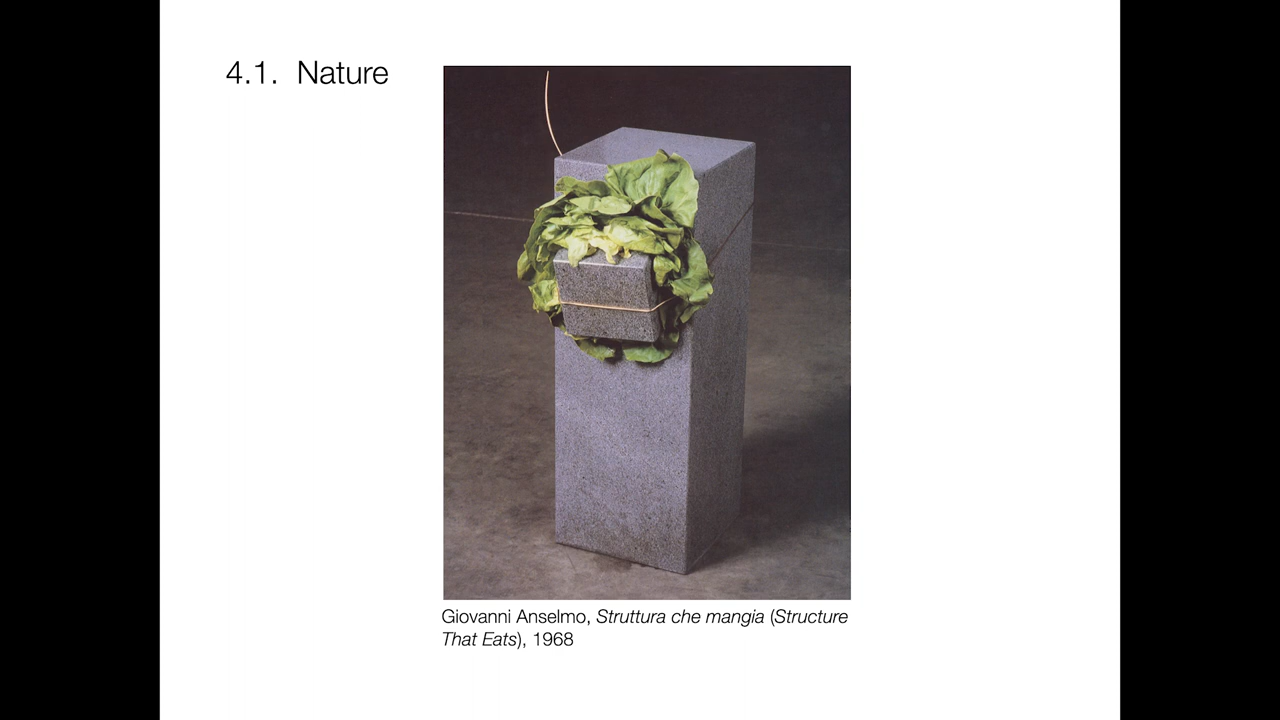 4.1. Nature
Giovanni Anselmo, Struttura che mangia (Structure
That Eats), 1968